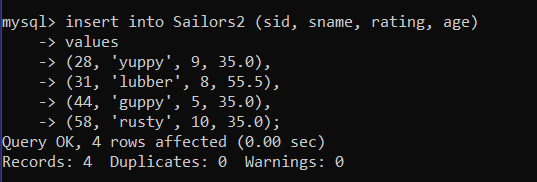 mysql> insert into Sailors2 (sid, sname, rating, age)
    -> values
    -> (28, 'yuppy', 9, 35.0),
    -> (31, 'lubber', 8, 55.5),
    -> (44, 'guppy', 5, 35.0),
    -> (58, 'rusty', 10, 35.0);
Query OK, 4 rows affected (0.00 sec)
Records: 4  Duplicates: 0  Warnings: 0